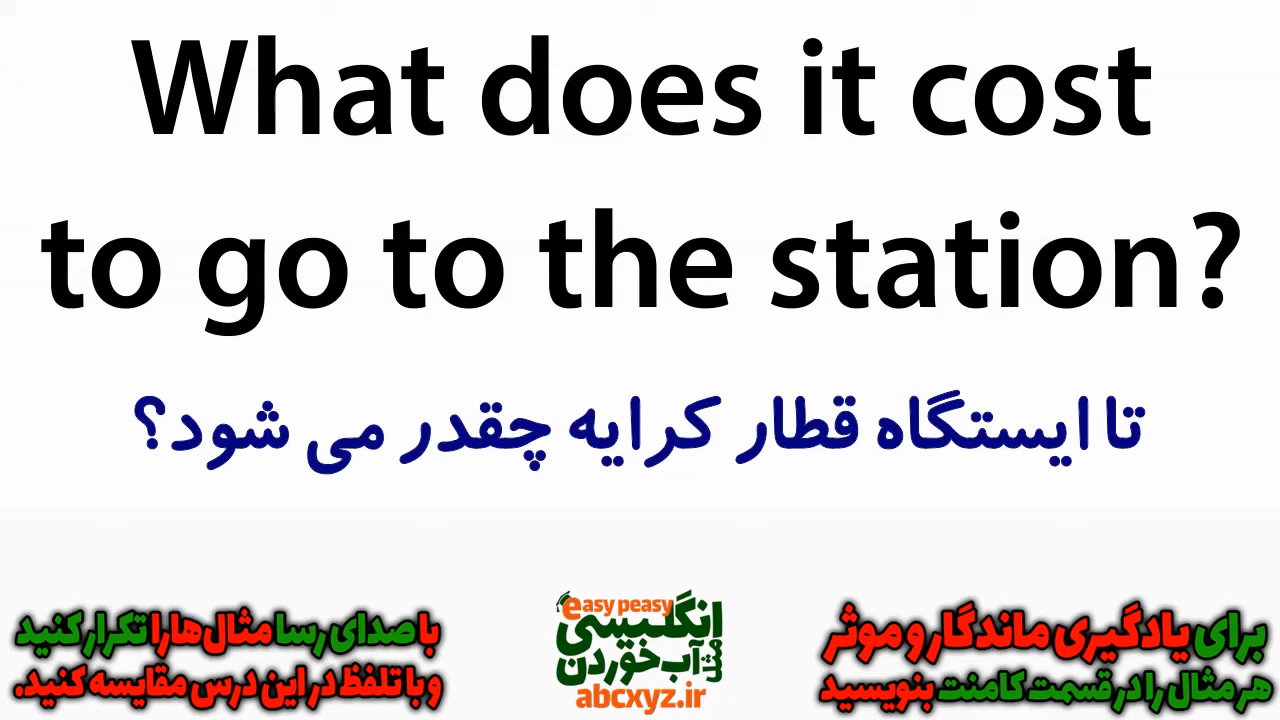 What does it cost
to go to the station?
تا ایستگاه قطار کرایه چقدر می شود؟
برای یادگیری ماندگار و موثر
هر مثال را در قسمت کامنت بنویسید
easy peasy
انگلیسی
مثل آب خوردن
abcxyz.ir
با صدای رسا مثال‌ها را تکرار کنید
و با تلفظ در این درس مقایسه کنید.